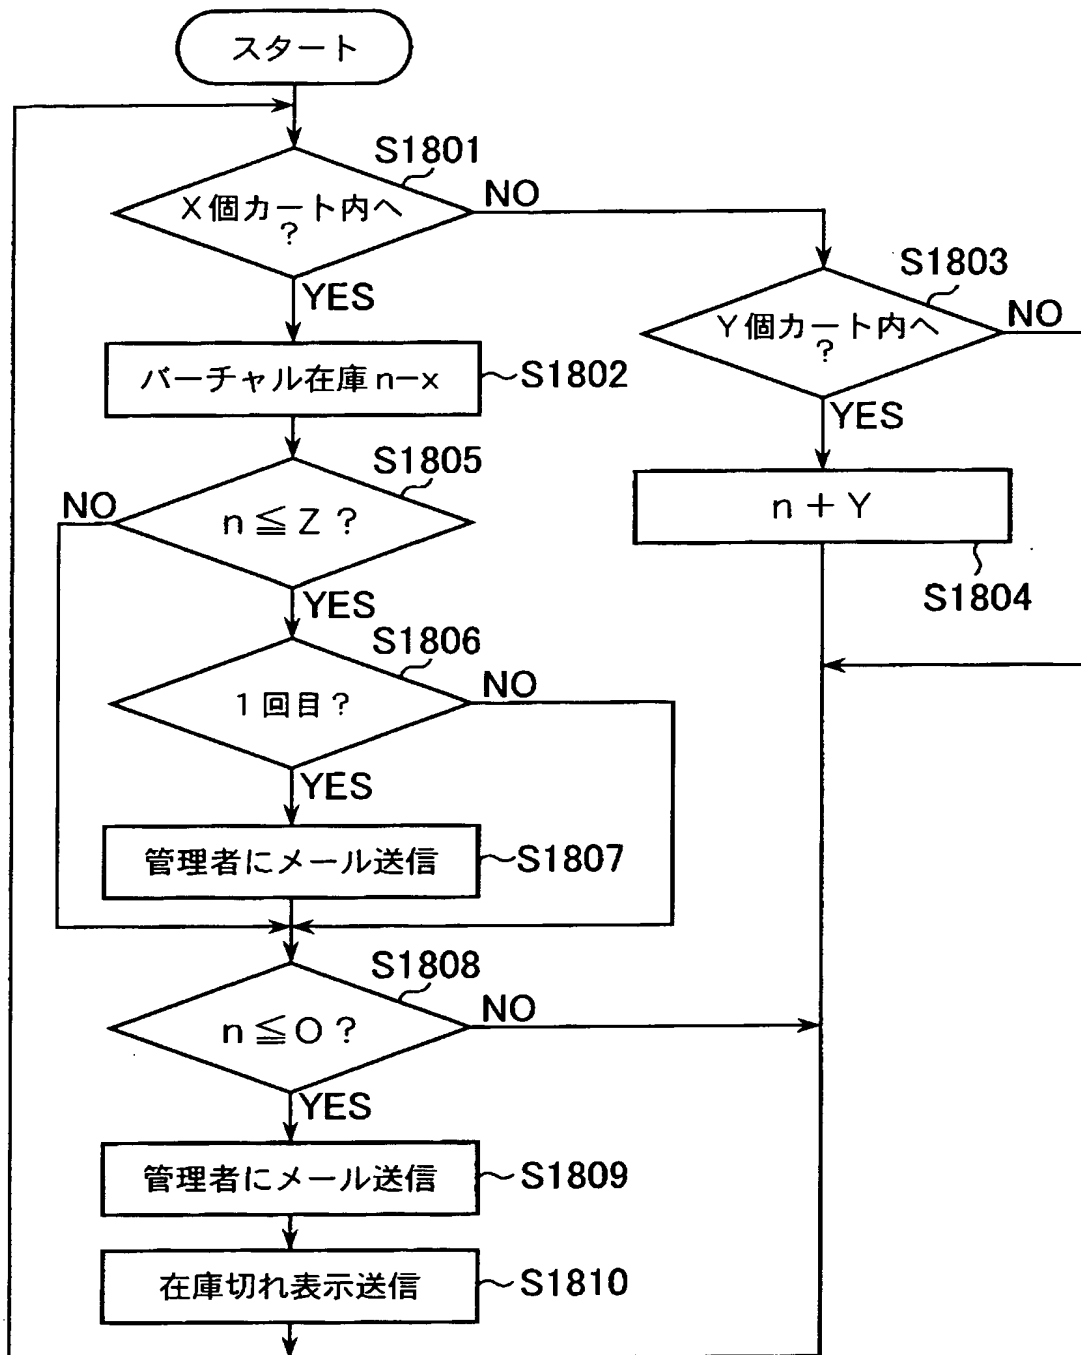 スタート
S1801
X個カート内へ
?
NO
YES
S1803
Y個カート内へ
?
NO
YES
バーチャル在庫n-x
S1802
n+Y
S1804
S1805
n≦Z?
NO
YES
S1806
1回目?
NO
YES
管理者にメール送信
S1807
S1808
n≦O?
NO
YES
管理者にメール送信
S1809
在庫切れ表示送信
S1810